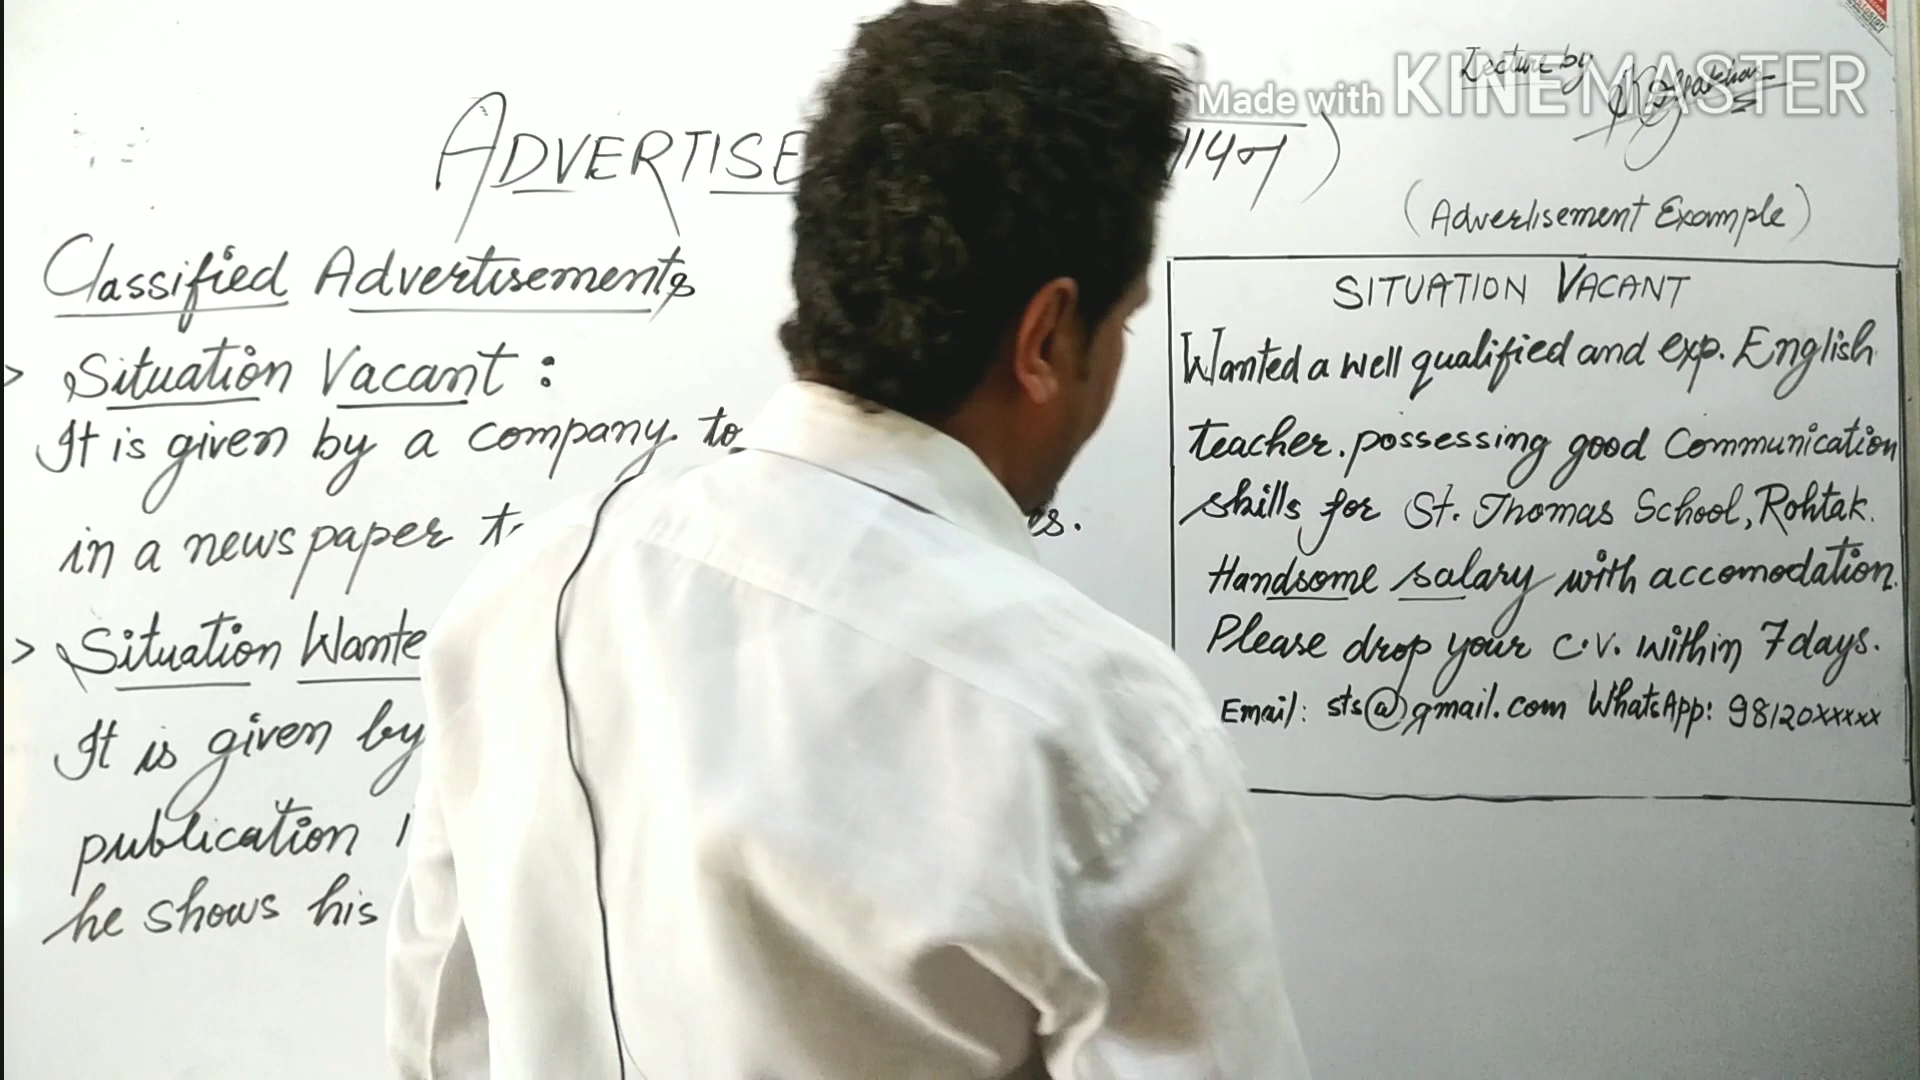 Made with KINEMASTER
Lecture by
ADVERTISE
(Advertisement Example)
Classified Advertisements
> Situation Vacant :
It is given by a company to
in a newspaper
> Situation Wante
It is given by
publication
he shows his
SITUATION VACANT
Wanted a well qualified and exp. English
teacher. possessing good Communication
skills for St. Thomas School, Rohtak.
Handsome salary with accomodation.
Please drop your C.V. within 7 days.
Email: sts@gmail.com WhatsApp: 98120xxxxx